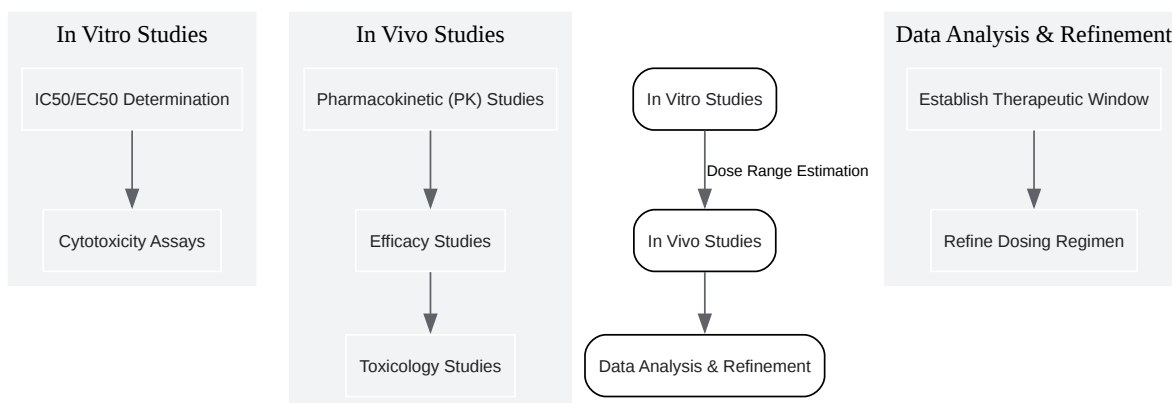 In Vitro Studies
IC50/EC50 Determination
Cytotoxicity Assays
In Vivo Studies
Pharmacokinetic (PK) Studies
Efficacy Studies
Toxicology Studies
In Vitro Studies
Dose Range Estimation
In Vivo Studies
Data Analysis & Refinement
Data Analysis & Refinement
Establish Therapeutic Window
Refine Dosing Regimen